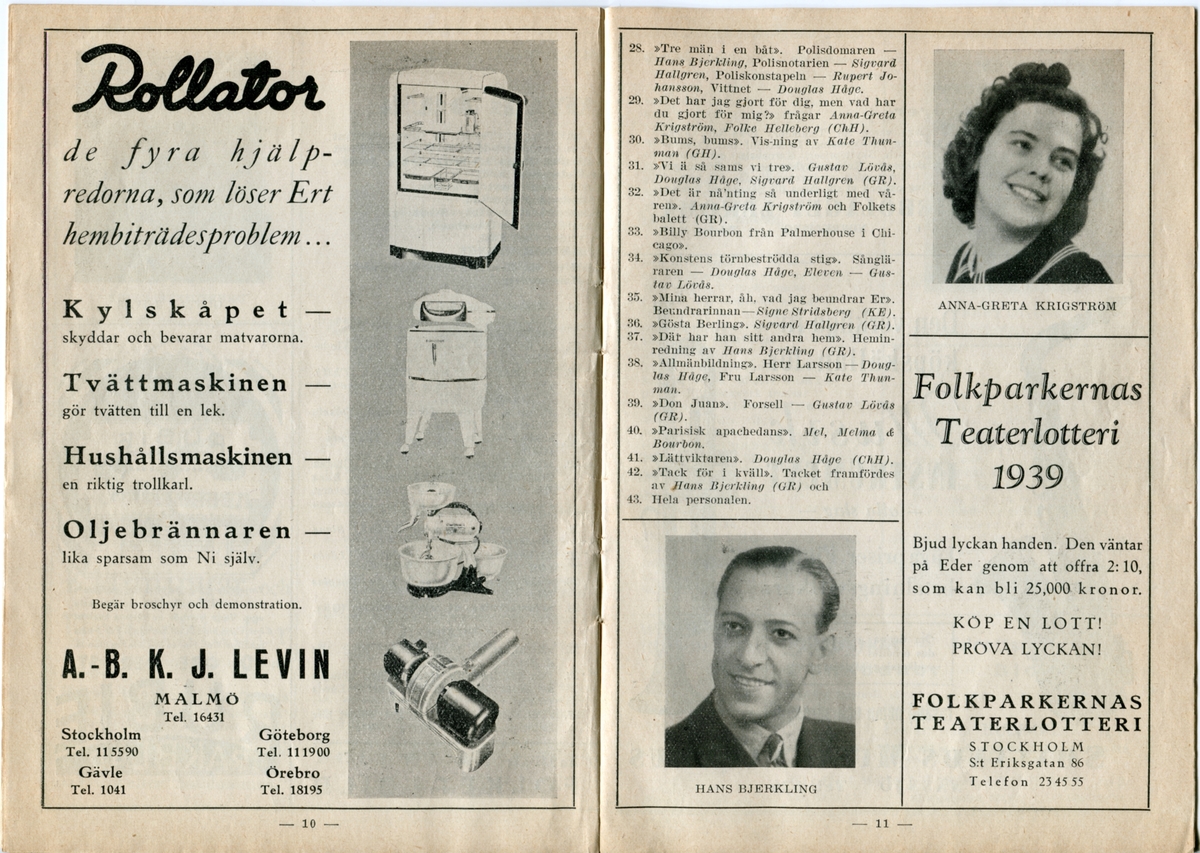 Rollator
de fyra hjälp-
redorna, som löser Ert
hembiträdesproblem...
Kylskåpet —
skyddar och bevarar matvarorna.
Tvättmaskinen —
gör tvätten till en lek.
Hushållsmaskinen —
en riktig trollkarl.
Oljebrännaren —
lika sparsam som Ni själv.
Begär broschyr och demonstration.
A.-B. K. J. LEVIN
MALMÖ
Tel. 16431
Stockholm
Tel. 115590
Göteborg
Tel. 111900
Gävle
Tel. 1041
Örebro
Tel. 18195
— 10 —
28. »Tre män i en båt». Polisdomaren —
Hans Bjerkling, Polisnotarien — Sigvard
Hallgren, Poliskonstapeln — Rupert Jo-
hansson, Vittnet — Douglas Håge.
29. »Det har jag gjort för dig, men vad har
du gjort för mig?» frågar Anna-Greta
Krigström, Folke Helleberg (ChH).
30. »Bums, bums». Vis-ning av Kate Thun-
man (GH).
31. »Vi ä så sams vi tre». Gustav Lövås,
Douglas Håge, Sigvard Hallgren (GR).
32. »Det är nå'nting så underligt med vå-
ren». Anna-Greta Krigström och Folkets
balett (GR).
33. »Billy Bourbon från Palmerhouse i Chi-
cago».
34. »Konstens törnbeströdda stig». Sånglä-
raren — Douglas Håge, Eleven — Gus-
tav Lövås.
35. »Mina herrar, åh, vad jag beundrar Er».
Beundrarinnan — Signe Stridsberg (KE).
36. »Gösta Berling». Sigvard Hallgren (GR).
37. »Där har han sitt andra hem». Hemin-
redning av Hans Bjerkling (GR).
38. »Allmänbildning». Herr Larsson — Doug-
las Håge, Fru Larsson — Kate Thun-
man.
39. »Don Juan». Forsell — Gustav Lövås
(GR).
40. »Parisisk apachedans». Mel, Melma &
Bourbon.
41. »Lättviktaren». Douglas Håge (ChH).
42. »Tack för i kväll». Tacket framfördes
av Hans Bjerkling (GR) och
43. Hela personalen.
HANS BJERKLING
ANNA-GRETA KRIGSTRÖM
Folkparkernas
Teaterlotteri
1939
Bjud lyckan handen. Den väntar
på Eder genom att offra 2:10,
som kan bli 25,000 kronor.
KÖP EN LOTT!
PRÖVA LYCKAN!
FOLKPARKERNAS
TEATERLOTTERI
STOCKHOLM
S:t Eriksgatan 86
Telefon 23 45 55
— 11 —